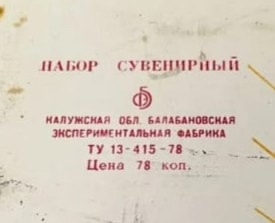 НАБОР СУВЕНИРНЫЙ
КАЛУЖСКАЯ ОБЛ. БАЛАБАНОВСКАЯ
ЭКСПЕРИМЕНТАЛЬНАЯ ФАБРИКА
ТУ 13-415-78
Цена 78 коп.